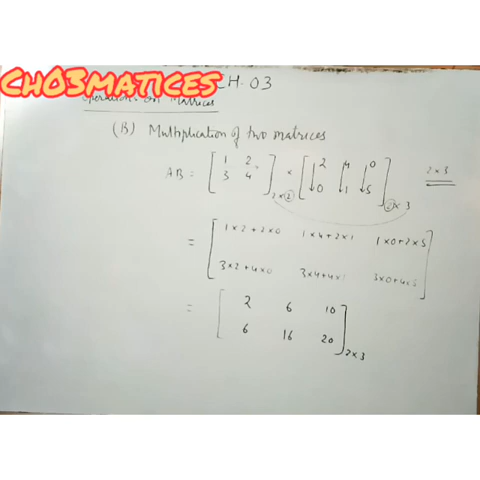 Ch03matices CH-03
Operations on Matrices
(B) Multiplication of two matrices
AB = [ 1 2 × [ 2 4 0 2×3
3 4 ]2×2 0 1 5 ]2×3
= [ 1×2+2×0 1×4+2×1 1×0+2×5
3×2+4×0 3×4+4×1 3×0+4×5 ]
= [ 2 6 10
6 16 20 ]2×3